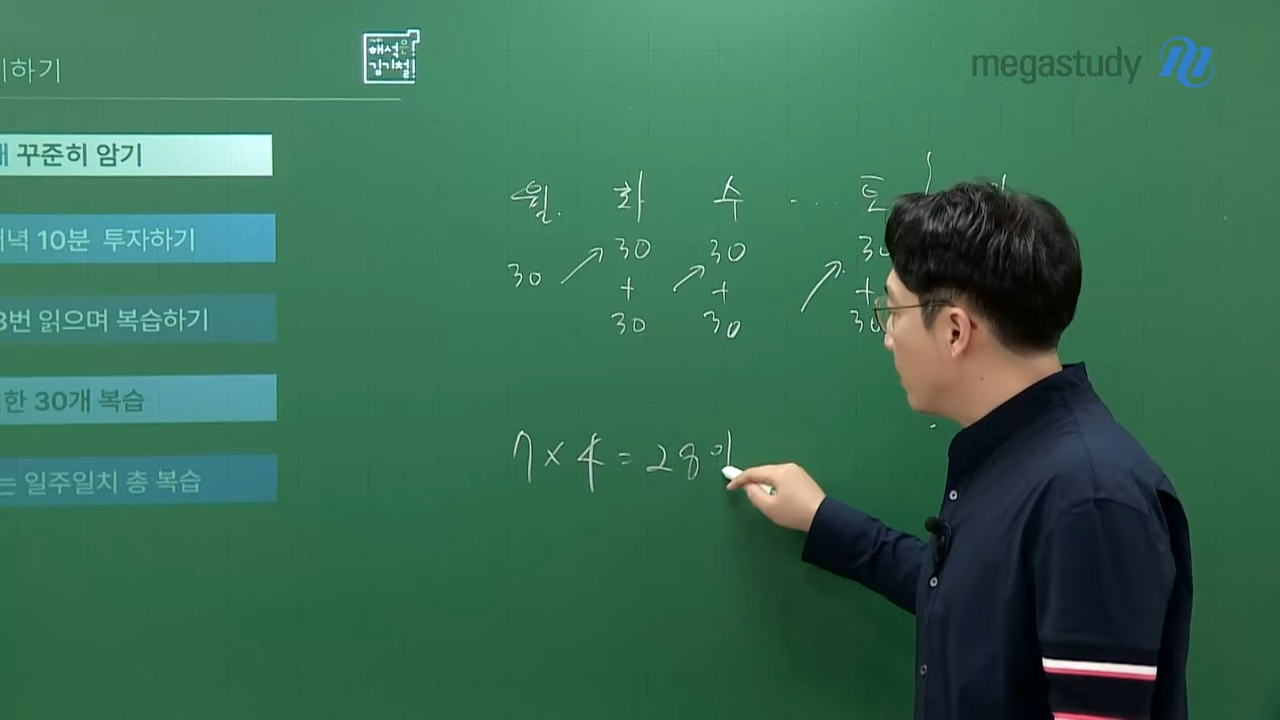 해석은!
김기철!
megastudy
하기
꾸준히 암기
녁 10분 투자하기
3번 읽으며 복습하기
한 30개 복습
는 일주일치 총 복습
월. 화 수 .... 토
30 30 30
30 + + +
30 30 30
7 × 4 = 28일